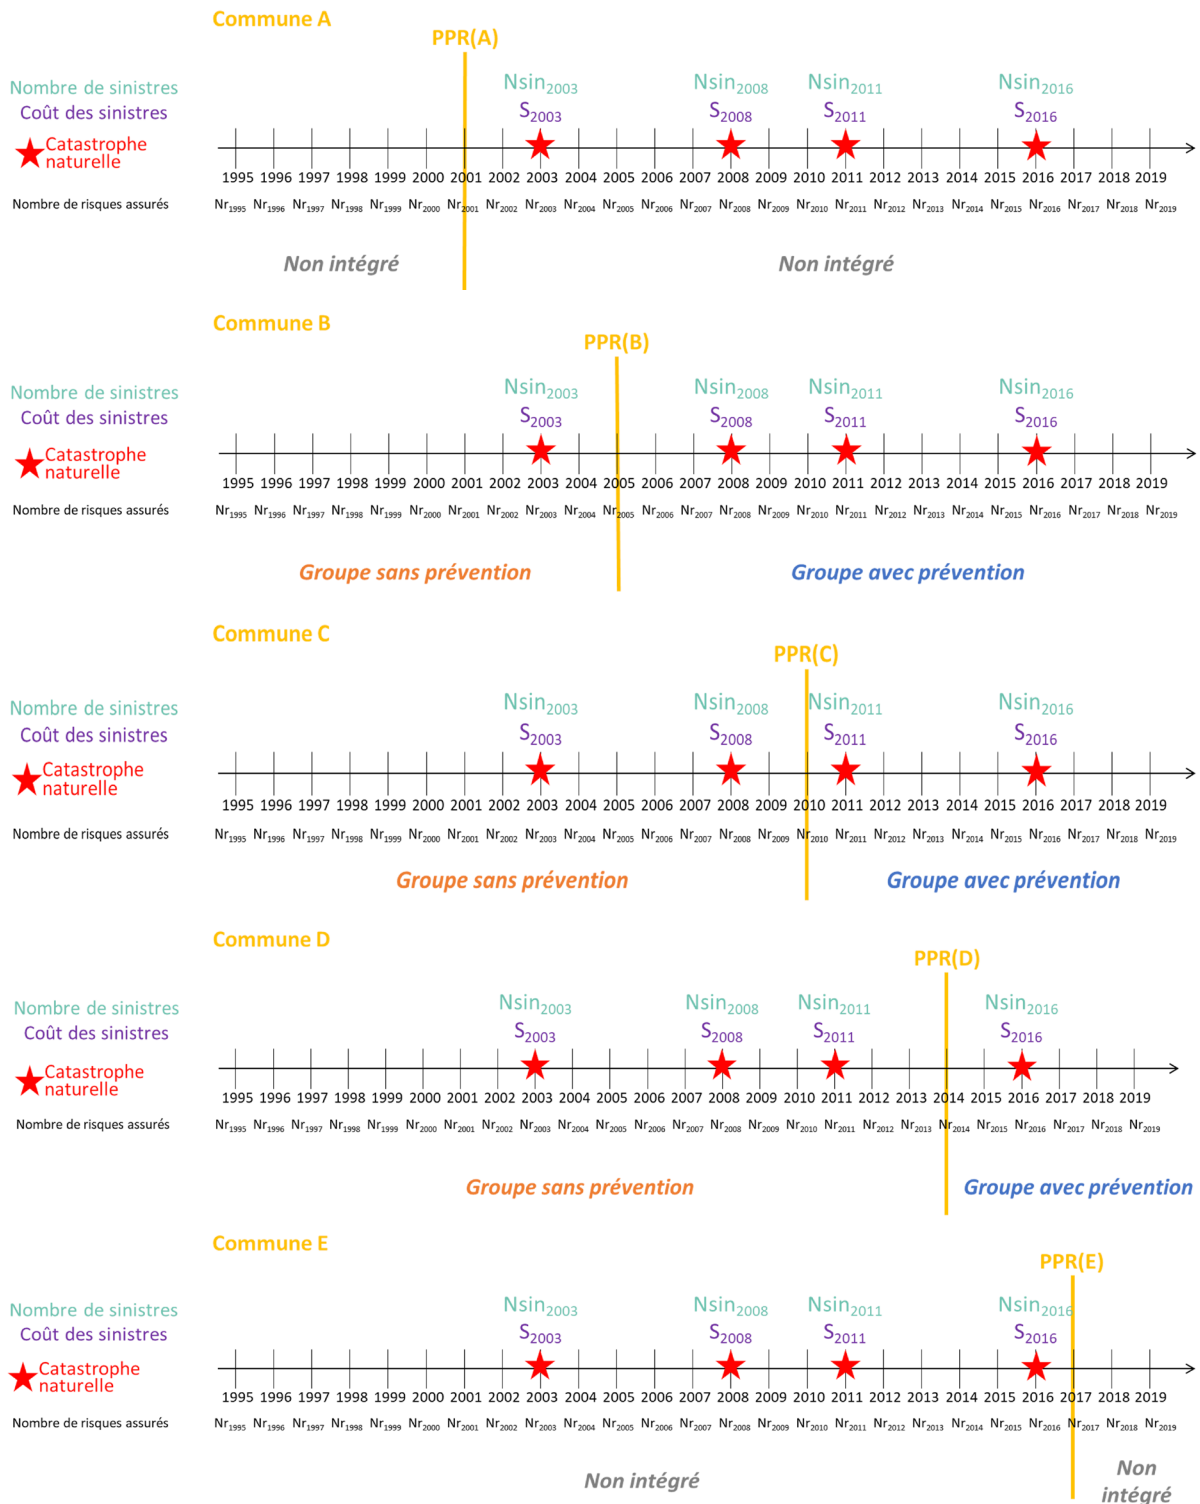 Commune A
PPR(A)
Nombre de sinistres
Nsin2003 Nsin2008 Nsin2011 Nsin2016
Coût des sinistres
S2003 S2008 S2011 S2016
Catastrophe
naturelle
1995 1996 1997 1998 1999 2000 2001 2002 2003 2004 2005 2006 2007 2008 2009 2010 2011 2012 2013 2014 2015 2016 2017 2018 2019
Nombre de risques assurés
Nr1995 Nr1996 Nr1997 Nr1998 Nr1999 Nr2000 Nr2001 Nr2002 Nr2003 Nr2004 Nr2005 Nr2006 Nr2007 Nr2008 Nr2009 Nr2010 Nr2011 Nr2012 Nr2013 Nr2014 Nr2015 Nr2016 Nr2017 Nr2018 Nr2019
Non intégré Non intégré
Commune B
PPR(B)
Nombre de sinistres
Nsin2003 Nsin2008 Nsin2011 Nsin2016
Coût des sinistres
S2003 S2008 S2011 S2016
Catastrophe
naturelle
1995 1996 1997 1998 1999 2000 2001 2002 2003 2004 2005 2006 2007 2008 2009 2010 2011 2012 2013 2014 2015 2016 2017 2018 2019
Nombre de risques assurés
Nr1995 Nr1996 Nr1997 Nr1998 Nr1999 Nr2000 Nr2001 Nr2002 Nr2003 Nr2004 Nr2005 Nr2006 Nr2007 Nr2008 Nr2009 Nr2010 Nr2011 Nr2012 Nr2013 Nr2014 Nr2015 Nr2016 Nr2017 Nr2018 Nr2019
Groupe sans prévention Groupe avec prévention
Commune C
PPR(C)
Nombre de sinistres
Nsin2003 Nsin2008 Nsin2011 Nsin2016
Coût des sinistres
S2003 S2008 S2011 S2016
Catastrophe
naturelle
1995 1996 1997 1998 1999 2000 2001 2002 2003 2004 2005 2006 2007 2008 2009 2010 2011 2012 2013 2014 2015 2016 2017 2018 2019
Nombre de risques assurés
Nr1995 Nr1996 Nr1997 Nr1998 Nr1999 Nr2000 Nr2001 Nr2002 Nr2003 Nr2004 Nr2005 Nr2006 Nr2007 Nr2008 Nr2009 Nr2010 Nr2011 Nr2012 Nr2013 Nr2014 Nr2015 Nr2016 Nr2017 Nr2018 Nr2019
Groupe sans prévention Groupe avec prévention
Commune D
PPR(D)
Nombre de sinistres
Nsin2003 Nsin2008 Nsin2011 Nsin2016
Coût des sinistres
S2003 S2008 S2011 S2016
Catastrophe
naturelle
1995 1996 1997 1998 1999 2000 2001 2002 2003 2004 2005 2006 2007 2008 2009 2010 2011 2012 2013 2014 2015 2016 2017 2018 2019
Nombre de risques assurés
Nr1995 Nr1996 Nr1997 Nr1998 Nr1999 Nr2000 Nr2001 Nr2002 Nr2003 Nr2004 Nr2005 Nr2006 Nr2007 Nr2008 Nr2009 Nr2010 Nr2011 Nr2012 Nr2013 Nr2014 Nr2015 Nr2016 Nr2017 Nr2018 Nr2019
Groupe sans prévention Groupe avec prévention
Commune E
PPR(E)
Nombre de sinistres
Nsin2003 Nsin2008 Nsin2011 Nsin2016
Coût des sinistres
S2003 S2008 S2011 S2016
Catastrophe
naturelle
1995 1996 1997 1998 1999 2000 2001 2002 2003 2004 2005 2006 2007 2008 2009 2010 2011 2012 2013 2014 2015 2016 2017 2018 2019
Nombre de risques assurés
Nr1995 Nr1996 Nr1997 Nr1998 Nr1999 Nr2000 Nr2001 Nr2002 Nr2003 Nr2004 Nr2005 Nr2006 Nr2007 Nr2008 Nr2009 Nr2010 Nr2011 Nr2012 Nr2013 Nr2014 Nr2015 Nr2016 Nr2017 Nr2018 Nr2019
Non intégré
Non
intégré